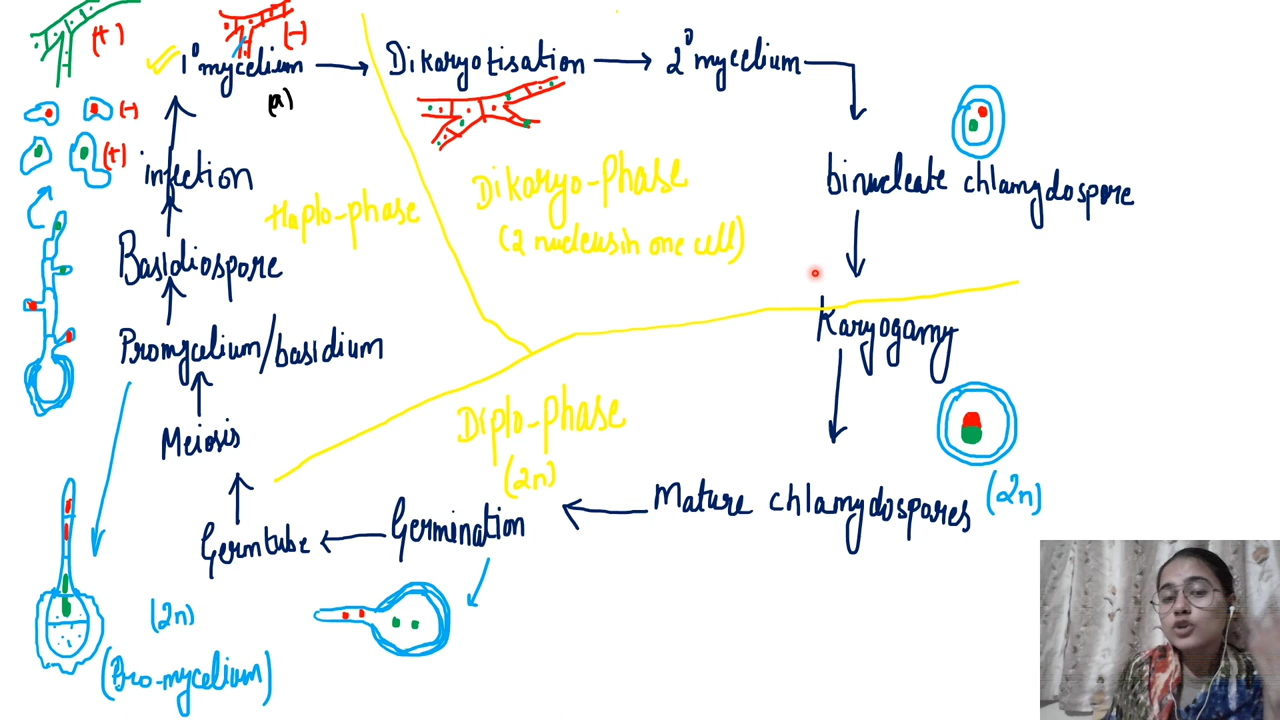 (+)
(-)
1° mycelium → Dikaryotisation → 2° mycelium
(a)
(-)
(+)
infection
binucleate chlamydospore
Haplo-phase
Dikaryo-Phase
(2 nucleus in one cell)
Basidiospore
Promycelium/basidium
Karyogamy
Meiosis
Diplo-phase
(2n)
Mature chlamydospores (2n)
Germination
Germtube
(2n)
(Pro-mycelium)